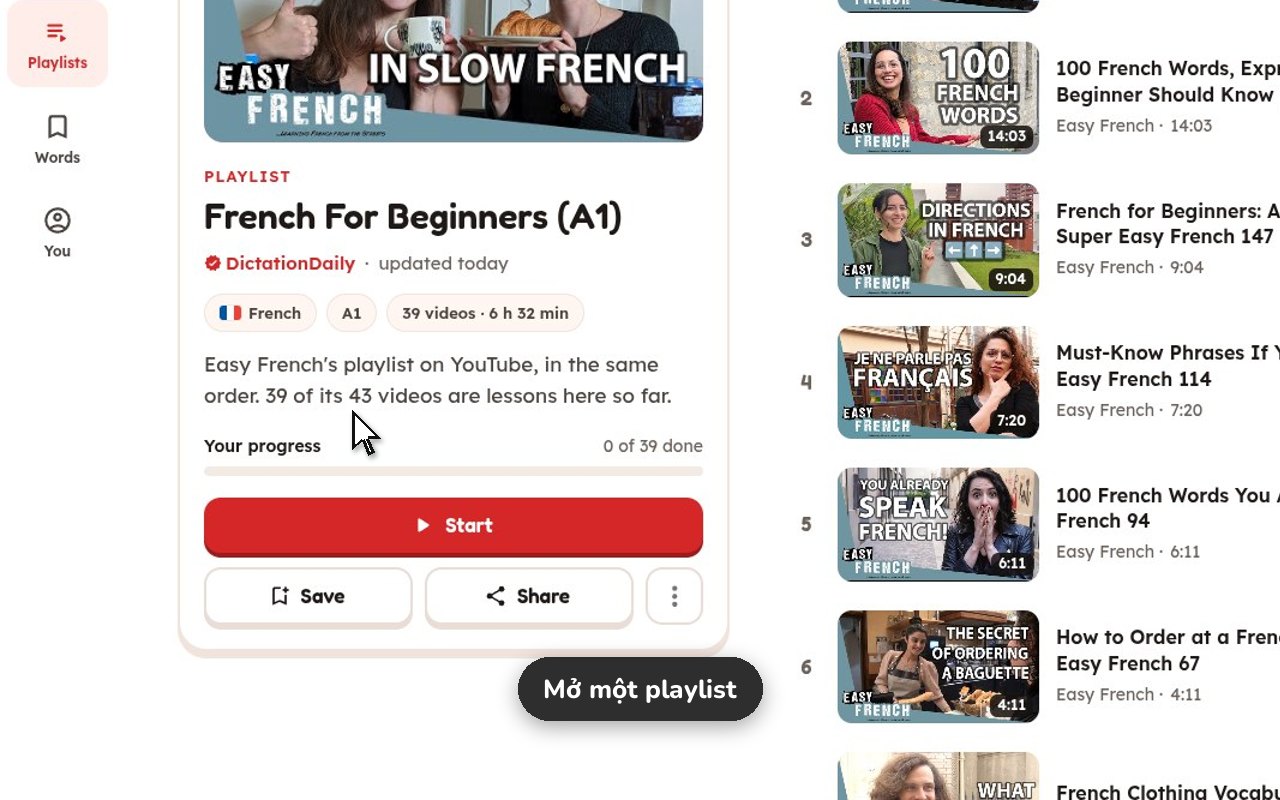 Playlists
Words
You
IN SLOW FRENCH
EASY
FRENCH
...LEARNING FRENCH FROM THE STREETS
PLAYLIST
French For Beginners (A1)
DictationDaily · updated today
French
A1
39 videos · 6 h 32 min
Easy French's playlist on YouTube, in the same
order. 39 of its 43 videos are lessons here so far.
Your progress
0 of 39 done
Start
Save
Share
Mở một playlist
2
100
FRENCH
WORDS
EASY
FRENCH
14:03
100 French Words, Expr
Beginner Should Know
Easy French · 14:03
3
DIRECTIONS
IN FRENCH
EASY
FRENCH
9:04
French for Beginners: A
Super Easy French 147
Easy French · 9:04
4
JE NE PARLE PAS
FRANÇAIS
EASY
FRENCH
7:20
Must-Know Phrases If Y
Easy French 114
Easy French · 7:20
5
YOU ALREADY
SPEAK
FRENCH!
EASY
FRENCH
6:11
100 French Words You A
French 94
Easy French · 6:11
6
THE SECRET
OF ORDERING
A BAGUETTE
EASY
FRENCH
4:11
How to Order at a Fren
Easy French 67
Easy French · 4:11
WHAT
French Clothing Vocabu